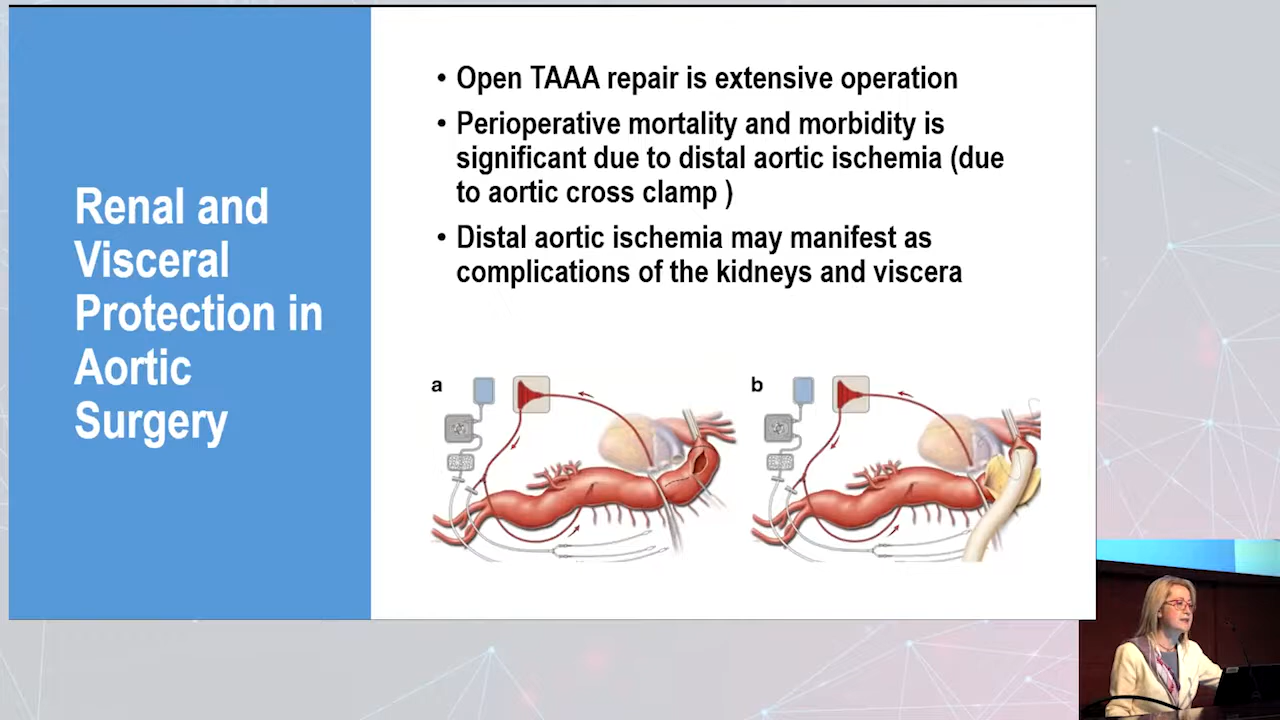 Renal and
Visceral
Protection in
Aortic
Surgery
• Open TAAA repair is extensive operation
• Perioperative mortality and morbidity is
significant due to distal aortic ischemia (due
to aortic cross clamp )
• Distal aortic ischemia may manifest as
complications of the kidneys and viscera
a
b